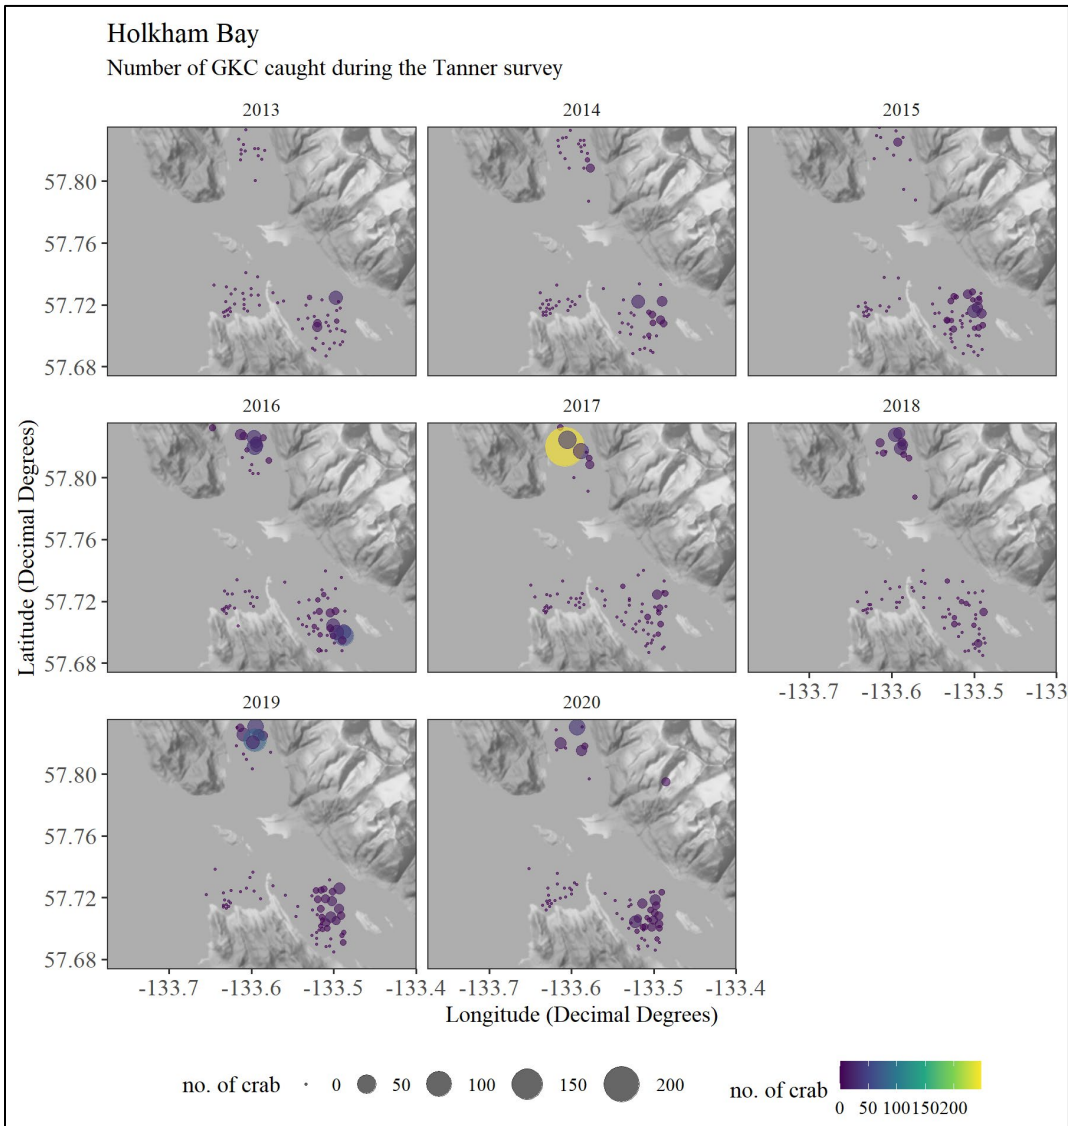 Holkham Bay
Number of GKC caught during the Tanner survey
2013 2014 2015
57.80
57.76
57.72
57.68
2016 2017 2018
57.80
57.76
57.72
57.68
-133.7 -133.6 -133.5 -133
2019 2020
57.80
57.76
57.72
57.68
-133.7 -133.6 -133.5 -133.4 -133.7 -133.6 -133.5 -133.4
Latitude (Decimal Degrees)
Longitude (Decimal Degrees)
no. of crab 0 50 100 150 200
no. of crab
0 50 100 150 200